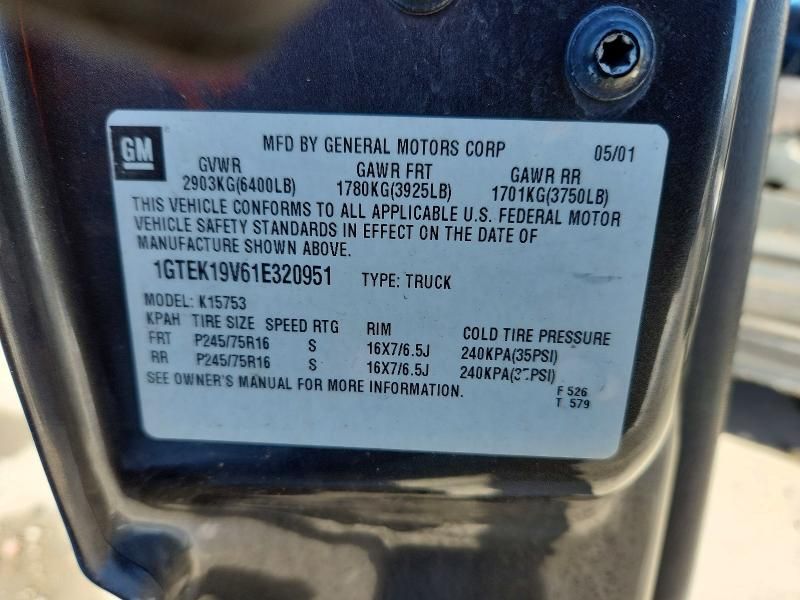 GM
MFD BY GENERAL MOTORS CORP 05/01
GVWR GAWR FRT GAWR RR
2903KG(6400LB) 1780KG(3925LB) 1701KG(3750LB)
THIS VEHICLE CONFORMS TO ALL APPLICABLE U.S. FEDERAL MOTOR
VEHICLE SAFETY STANDARDS IN EFFECT ON THE DATE OF
MANUFACTURE SHOWN ABOVE.
1GTEK19V61E320951 TYPE: TRUCK
MODEL: K15753
KPAH TIRE SIZE SPEED RTG RIM COLD TIRE PRESSURE
FRT P245/75R16 S 16X7/6.5J 240KPA(35PSI)
RR P245/75R16 S 16X7/6.5J 240KPA(35PSI)
SEE OWNER'S MANUAL FOR MORE INFORMATION.
F 526
T 579